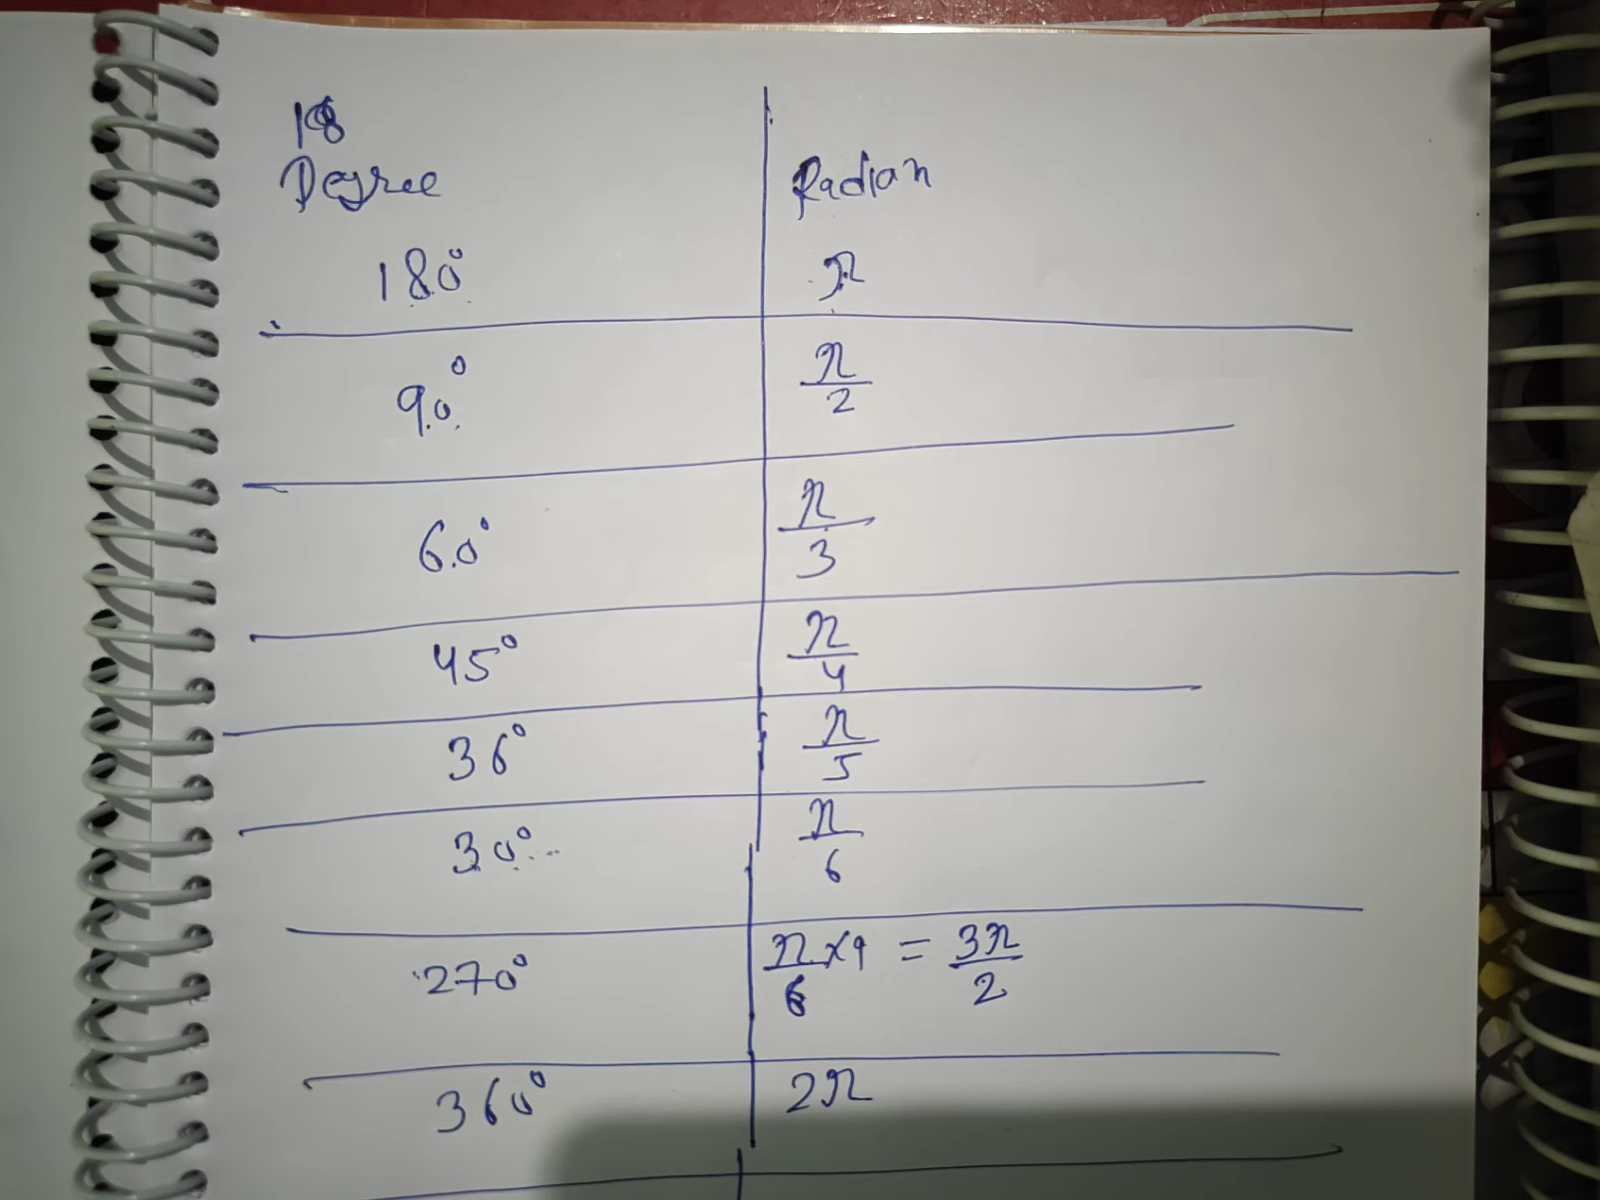 18
Degree Radian
180° π
90° π/2
60° π/3
45° π/4
36° π/5
30° π/6
270° π/6 × 9 = 3π/2
360° 2π